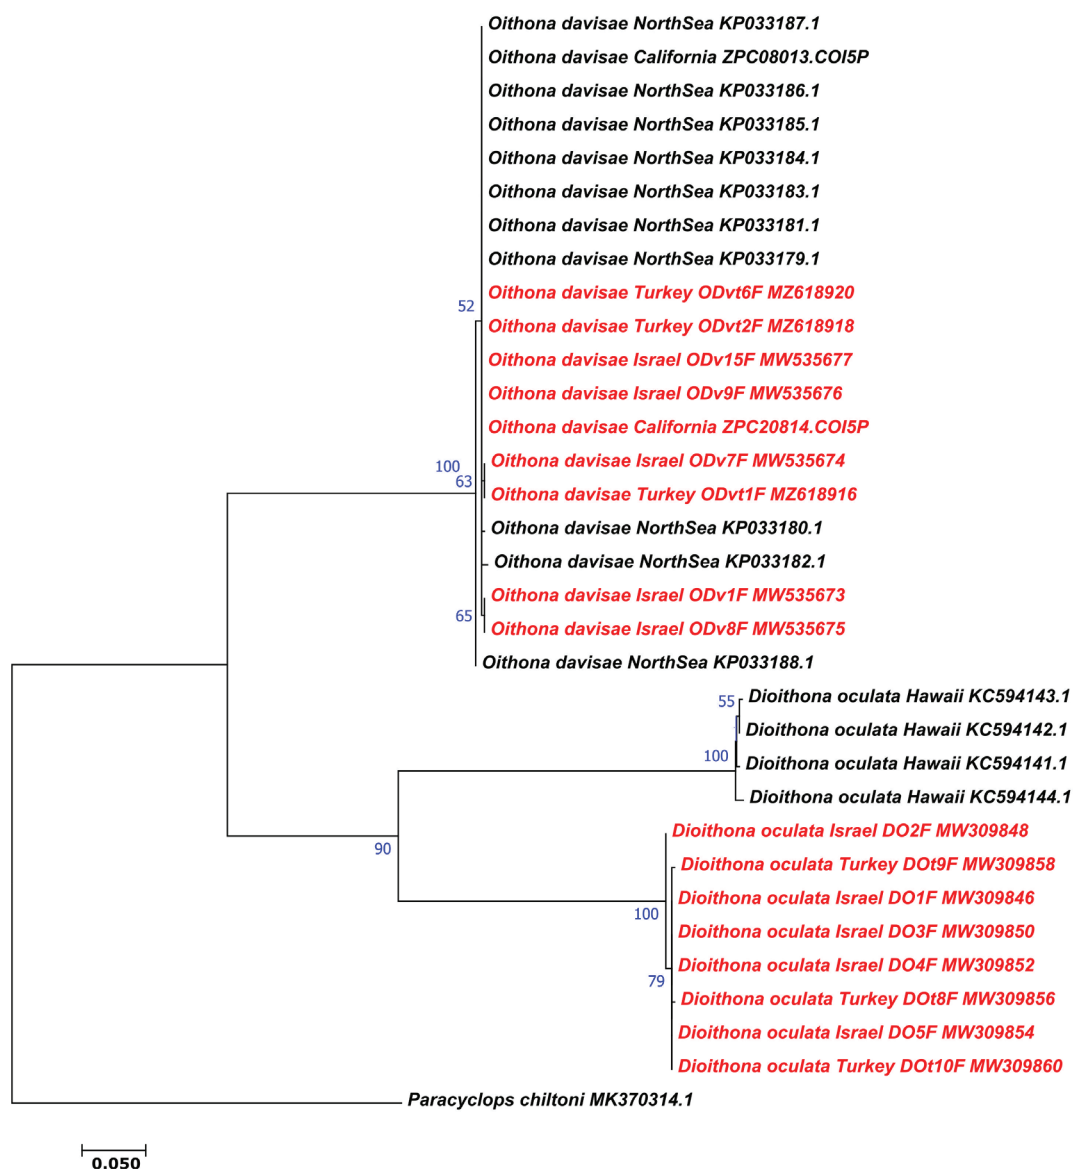 Oithona davisae NorthSea KP033187.1
Oithona davisae California ZPC08013.COI5P
Oithona davisae NorthSea KP033186.1
Oithona davisae NorthSea KP033185.1
Oithona davisae NorthSea KP033184.1
Oithona davisae NorthSea KP033183.1
Oithona davisae NorthSea KP033181.1
Oithona davisae NorthSea KP033179.1
Oithona davisae Turkey ODvt6F MZ618920
52
Oithona davisae Turkey ODvt2F MZ618918
Oithona davisae Israel ODv15F MW535677
Oithona davisae Israel ODv9F MW535676
Oithona davisae California ZPC20814.COI5P
Oithona davisae Israel ODv7F MW535674
100
63
Oithona davisae Turkey ODvt1F MZ618916
Oithona davisae NorthSea KP033180.1
Oithona davisae NorthSea KP033182.1
Oithona davisae Israel ODv1F MW535673
65
Oithona davisae Israel ODv8F MW535675
Oithona davisae NorthSea KP033188.1
Dioithona oculata Hawaii KC594143.1
55
Dioithona oculata Hawaii KC594142.1
100
Dioithona oculata Hawaii KC594141.1
Dioithona oculata Hawaii KC594144.1
Dioithona oculata Israel DO2F MW309848
90
Dioithona oculata Turkey DOt9F MW309858
Dioithona oculata Israel DO1F MW309846
100
Dioithona oculata Israel DO3F MW309850
Dioithona oculata Israel DO4F MW309852
79
Dioithona oculata Turkey DOt8F MW309856
Dioithona oculata Israel DO5F MW309854
Dioithona oculata Turkey DOt10F MW309860
Paracyclops chiltoni MK370314.1
0.050